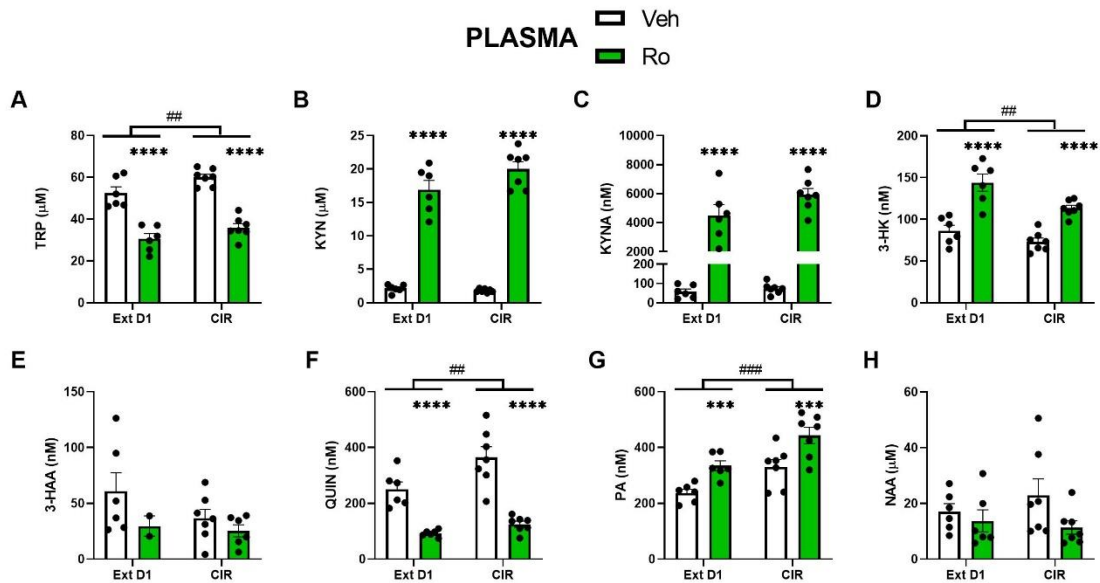 PLASMA
Veh
Ro
A
##
****
****
80
60
40
20
0
TRP (μM)
Ext D1
CIR
B
****
****
25
20
15
10
5
0
KYN (μM)
Ext D1
CIR
C
****
****
10000
8000
6000
4000
2000
100
0
KYNA (nM)
Ext D1
CIR
D
##
****
****
200
150
100
50
0
3-HK (nM)
Ext D1
CIR
E
150
100
50
0
3-HAA (nM)
Ext D1
CIR
F
##
****
****
600
400
200
0
QUIN (nM)
Ext D1
CIR
G
###
***
***
600
400
200
0
PA (nM)
Ext D1
CIR
H
60
40
20
0
NAA (μM)
Ext D1
CIR